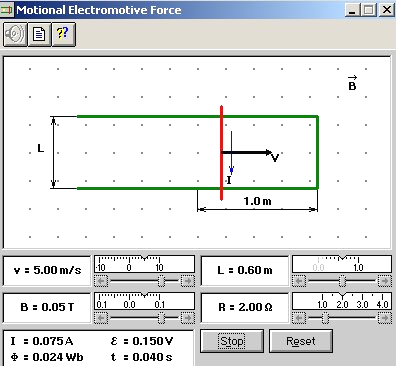 Motional Electromotive Force
??
B
L
V
I
1.0 m
v = 5.00 m/s
-10 0 10
L = 0.60 m
0.0 1.0
B = 0.05 T
0.1 0.0 0.1
R = 2.00 Ω
1.0 2.0 3.0 4.0
I = 0.075 A ε = 0.150 V
Φ = 0.024 Wb t = 0.040 s
Stop Reset